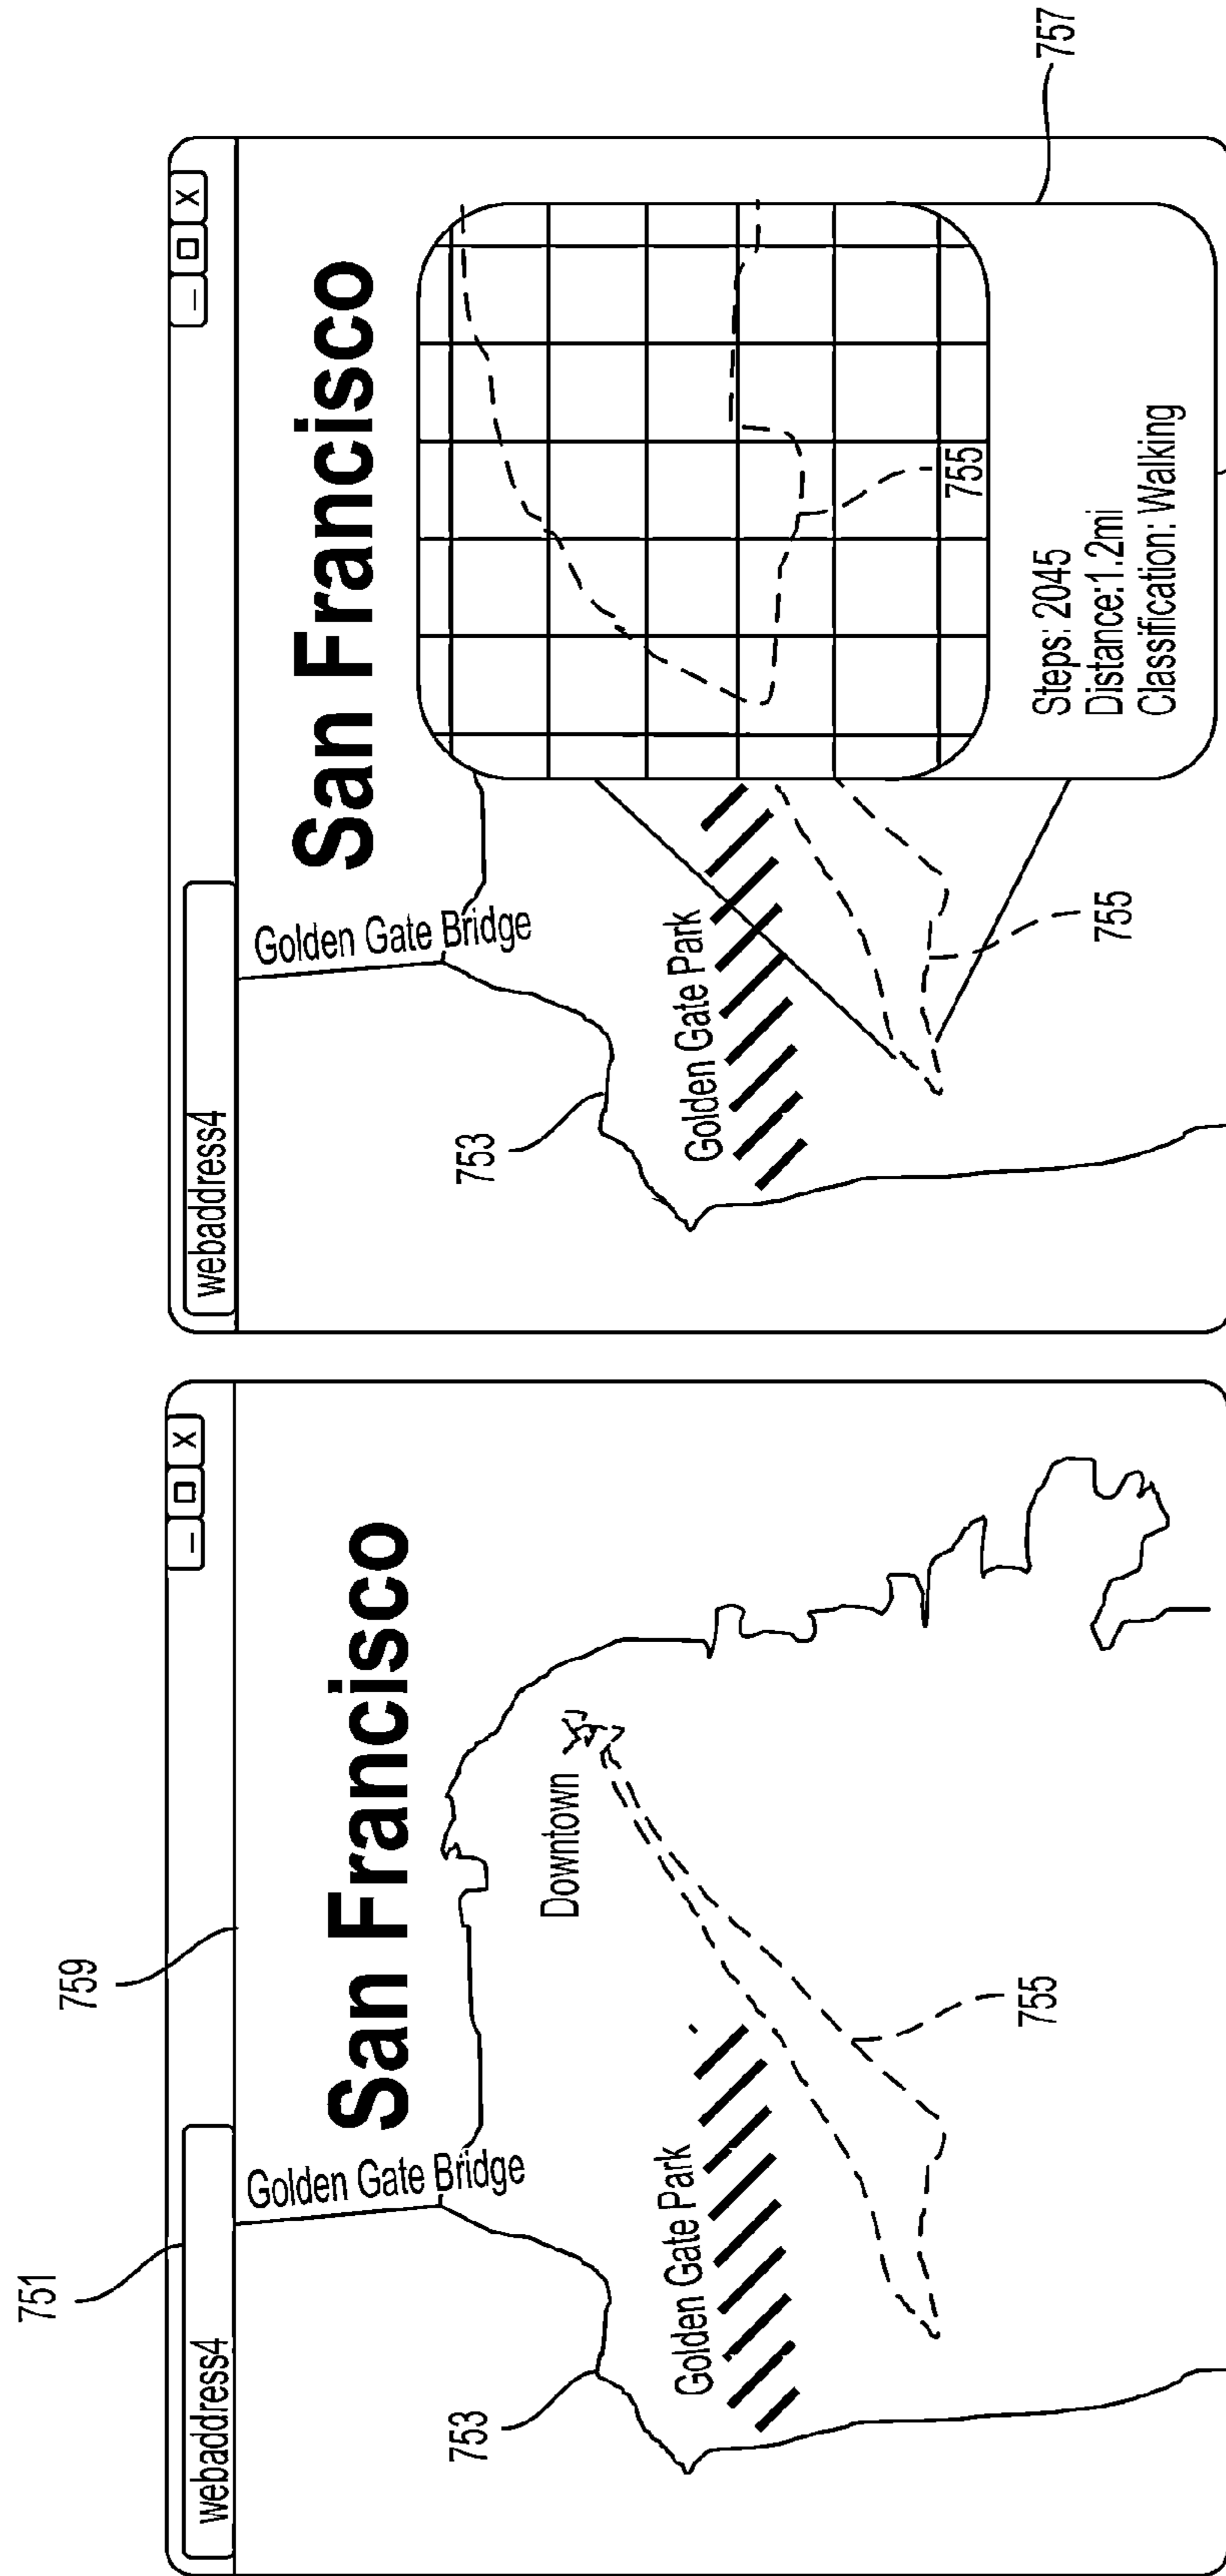 751
759
webaddress4
_ X
San Francisco
Golden Gate Bridge
753
Downtown
Golden Gate Park
755
webaddress4
_ X
San Francisco
Golden Gate Bridge
753
Golden Gate Park
755
755
Steps: 2045
Distance:1.2mi
Classification: Walking
757